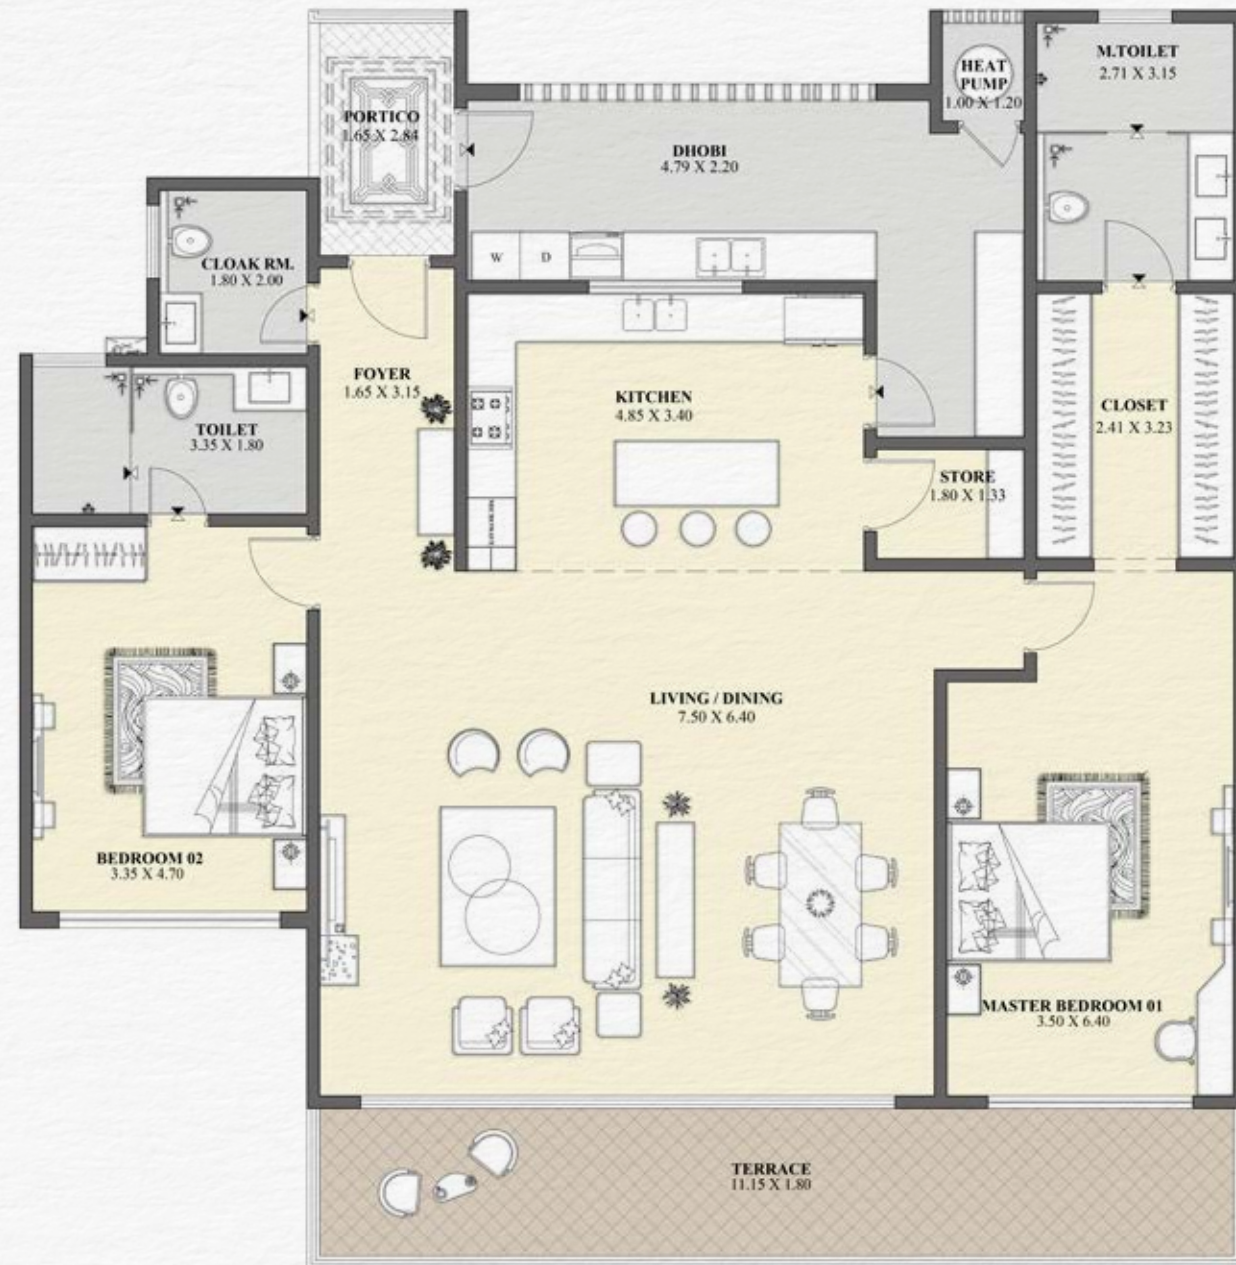 M.TOILET
2.71 X 3.15
HEAT
PUMP
1.00 X 1.20
PORTICO
1.65 X 2.84
DHOBI
4.79 X 2.20
W
D
CLOAK RM.
1.80 X 2.00
FOYER
1.65 X 3.15
KITCHEN
4.85 X 3.40
CLOSET
2.41 X 3.23
TOILET
3.35 X 1.80
STORE
1.80 X 1.33
LIVING / DINING
7.50 X 6.40
BEDROOM 02
3.35 X 4.70
MASTER BEDROOM 01
3.50 X 6.40
TERRACE
11.15 X 1.80